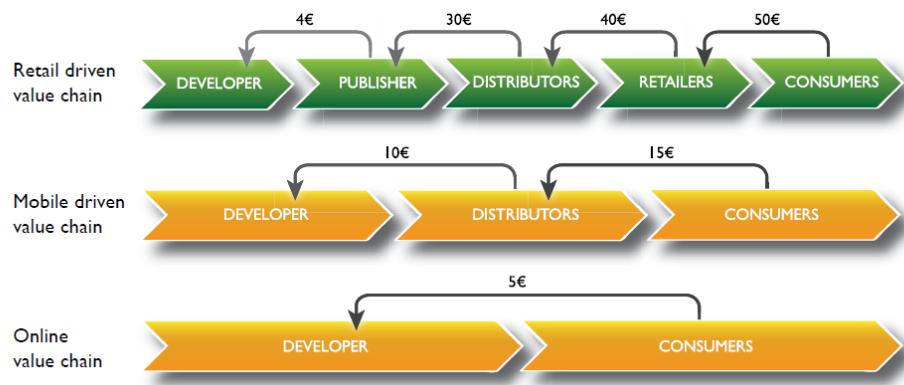 4€ 30€ 40€ 50€
Retail driven
value chain
DEVELOPER PUBLISHER DISTRIBUTORS RETAILERS CONSUMERS
10€ 15€
Mobile driven
value chain
DEVELOPER DISTRIBUTORS CONSUMERS
5€
Online
value chain
DEVELOPER CONSUMERS